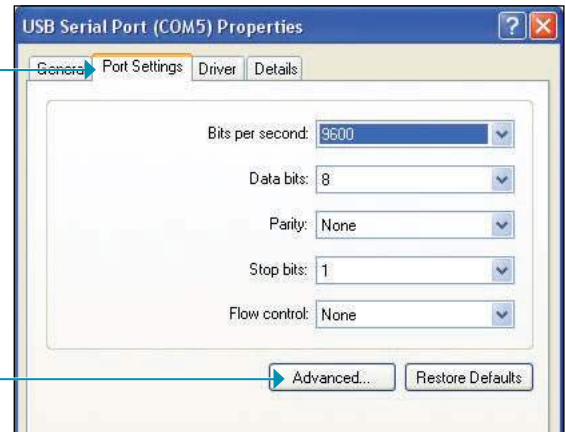 USB Serial Port (COM5) Properties
General Port Settings Driver Details
Bits per second: 9600
Data bits: 8
Parity: None
Stop bits: 1
Flow control: None
Advanced... Restore Defaults